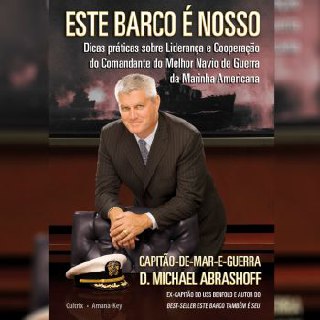 ESTE BARCO É NOSSO
Dicas práticas sobre Liderança e Cooperação
do Comandante do Melhor Navio de Guerra
da Marinha Americana
CAPITÃO-DE-MAR-E-GUERRA
D. MICHAEL ABRASHOFF
EX-CAPITÃO DO USS BENFOLD E AUTOR DO
BEST-SELLER ESTE BARCO TAMBÉM É SEU
Cultrix • Amana-Key